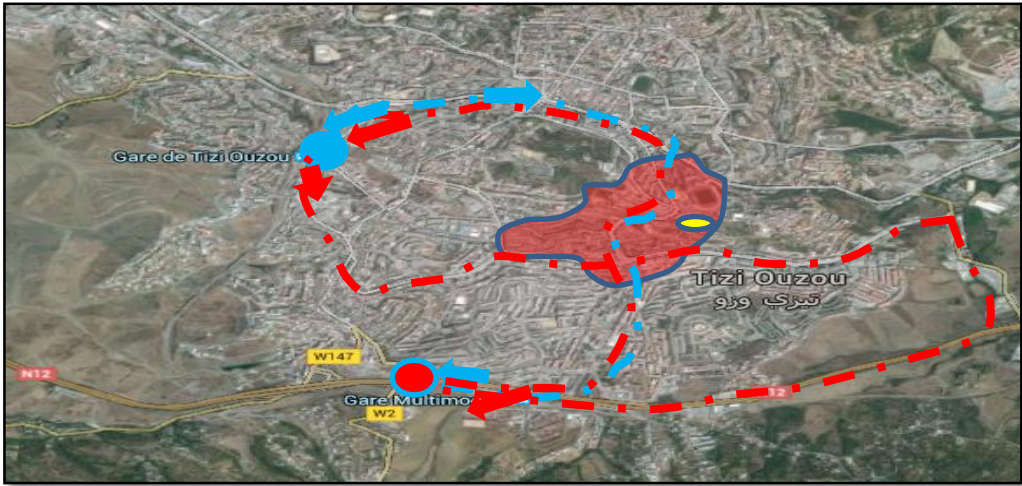 Gare de Tizi Ouzou
Tizi Ouzou
تيزي وزو
W147
N12
Gare Multimo
W2
12